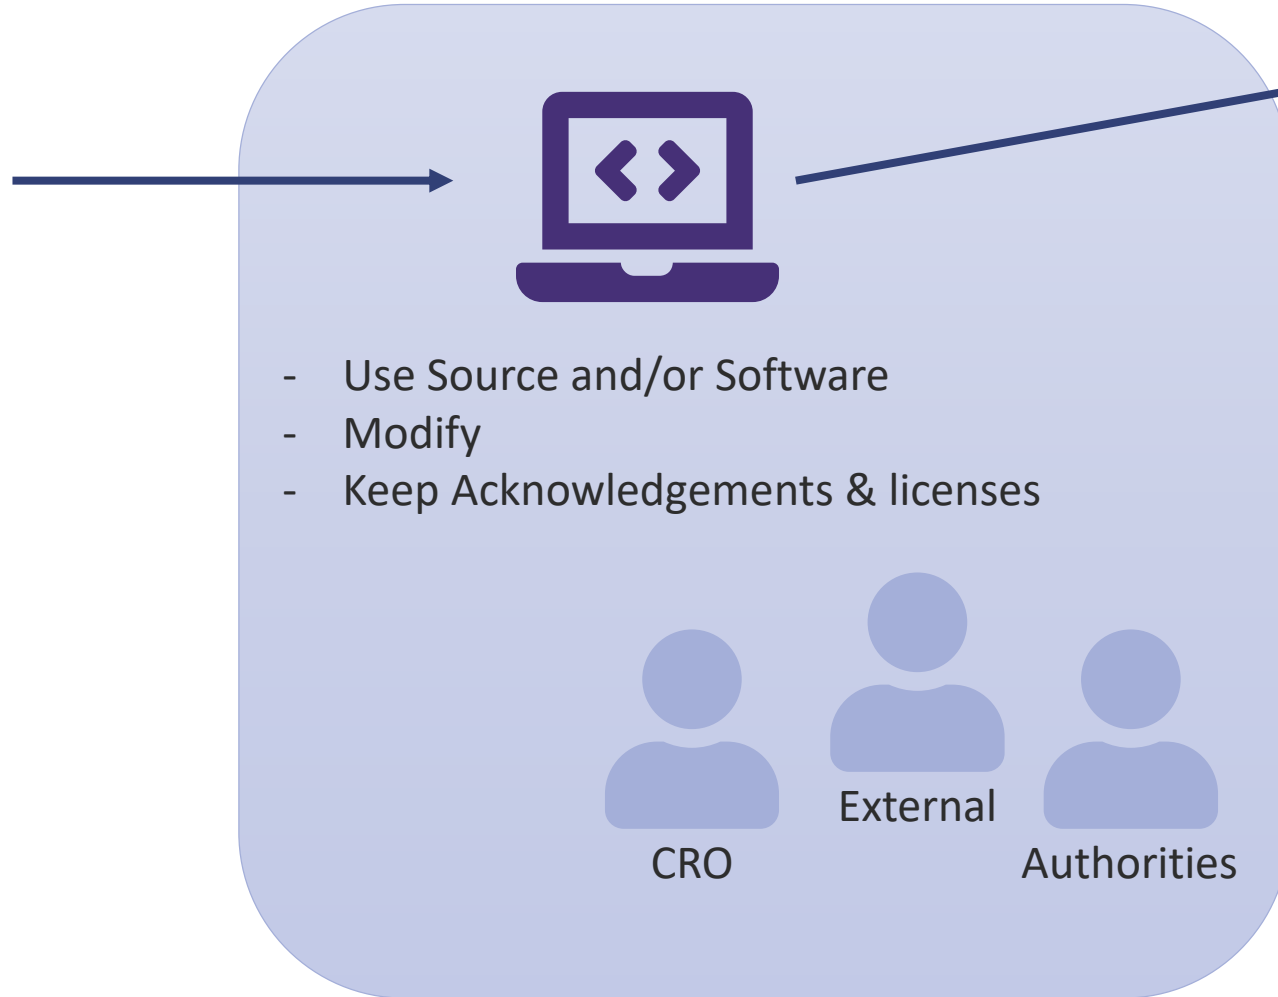 - Use Source and/or Software
- Modify
- Keep Acknowledgements & licenses
External
CRO
Authorities